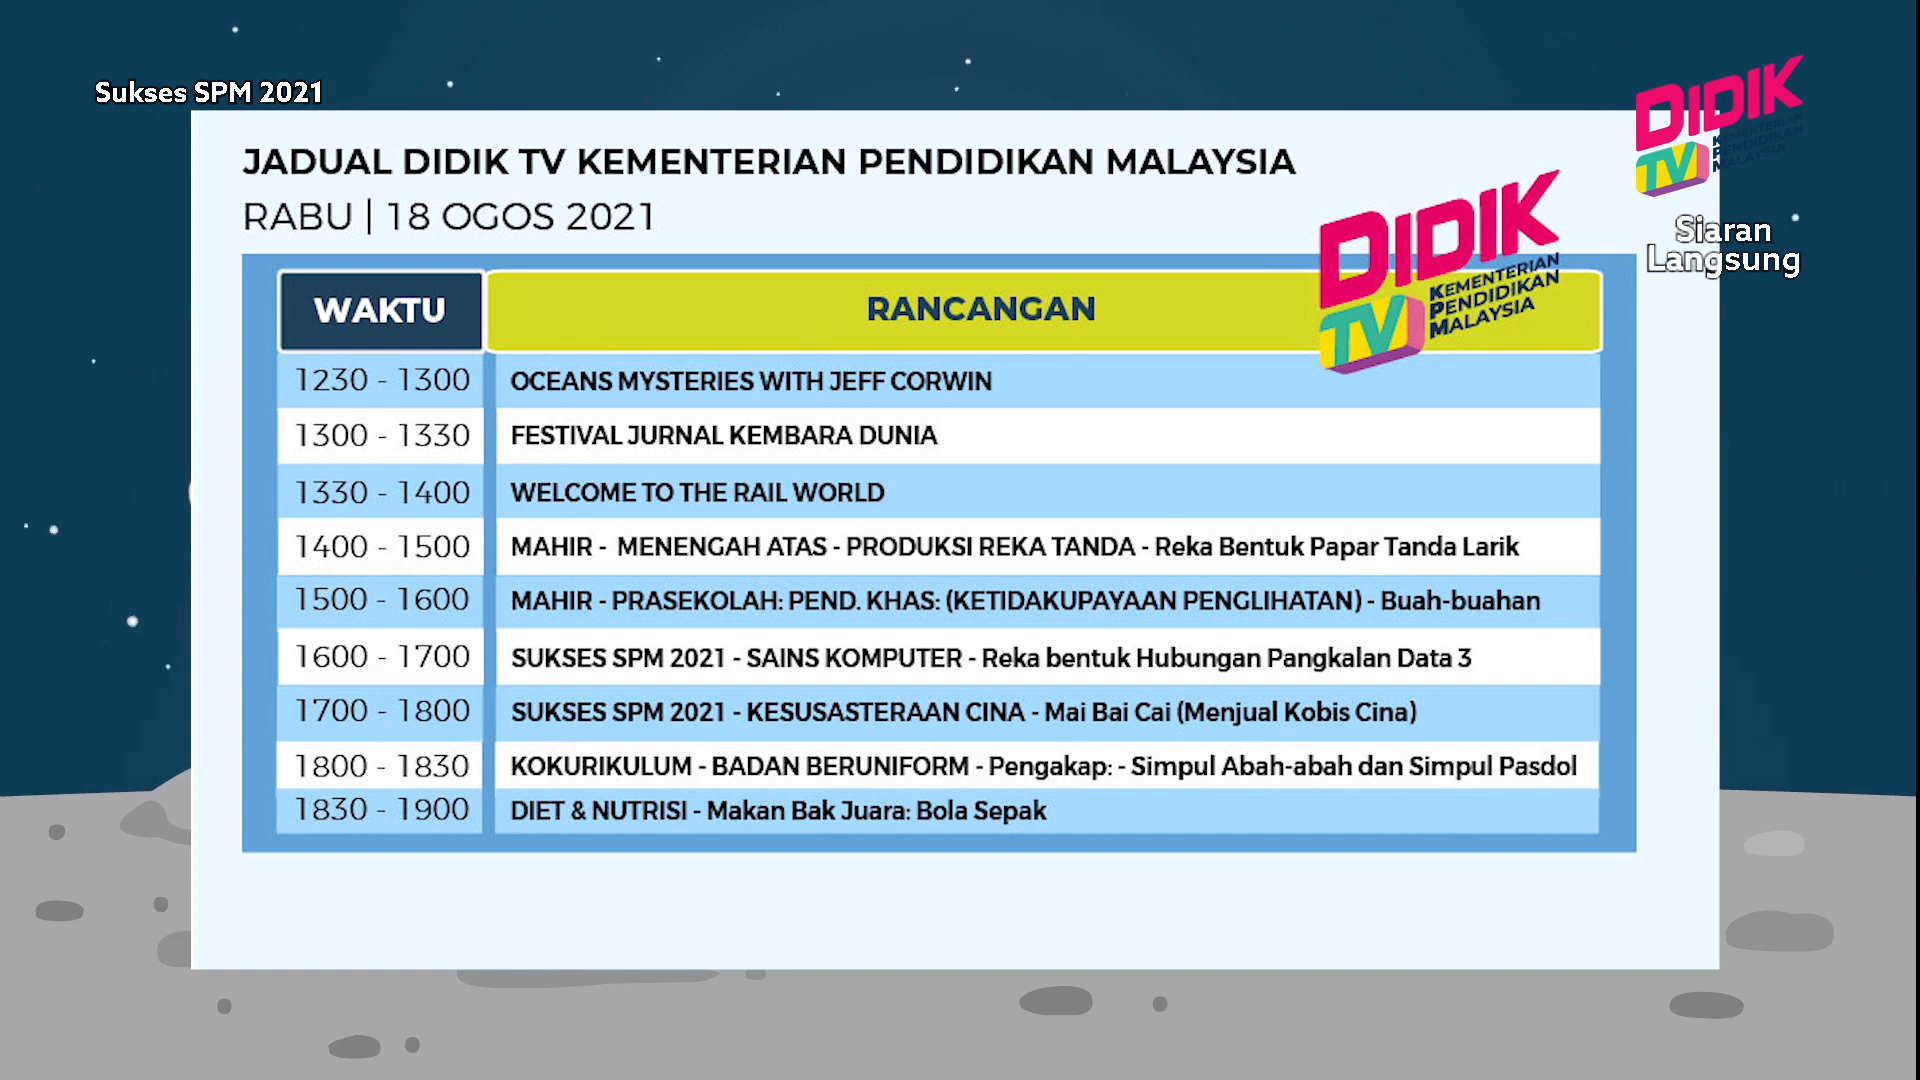 Sukses SPM 2021
DIDIK
TV
KEMENTERIAN
PENDIDIKAN
MALAYSIA
Siaran
Langsung
JADUAL DIDIK TV KEMENTERIAN PENDIDIKAN MALAYSIA
RABU | 18 OGOS 2021
DIDIK
TV
KEMENTERIAN
PENDIDIKAN
MALAYSIA
WAKTU RANCANGAN
1230 - 1300 OCEANS MYSTERIES WITH JEFF CORWIN
1300 - 1330 FESTIVAL JURNAL KEMBARA DUNIA
1330 - 1400 WELCOME TO THE RAIL WORLD
1400 - 1500 MAHIR - MENENGAH ATAS - PRODUKSI REKA TANDA - Reka Bentuk Papar Tanda Larik
1500 - 1600 MAHIR - PRASEKOLAH: PEND. KHAS: (KETIDAKUPAYAAN PENGLIHATAN) - Buah-buahan
1600 - 1700 SUKSES SPM 2021 - SAINS KOMPUTER - Reka bentuk Hubungan Pangkalan Data 3
1700 - 1800 SUKSES SPM 2021 - KESUSASTERAAN CINA - Mai Bai Cai (Menjual Kobis Cina)
1800 - 1830 KOKURIKULUM - BADAN BERUNIFORM - Pengakap: - Simpul Abah-abah dan Simpul Pasdol
1830 - 1900 DIET & NUTRISI - Makan Bak Juara: Bola Sepak